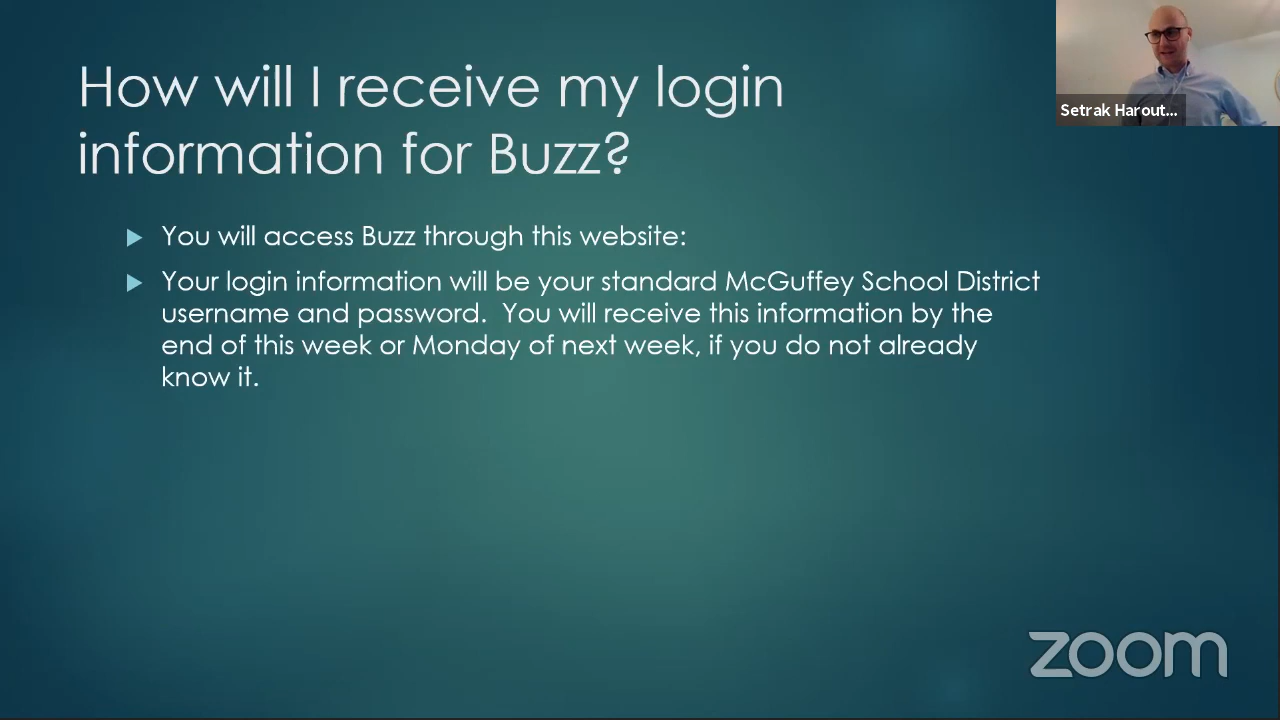 How will I receive my login
information for Buzz?
Setrak Harout...
You will access Buzz through this website:
Your login information will be your standard McGuffey School District
username and password.  You will receive this information by the
end of this week or Monday of next week, if you do not already
know it.
zoom